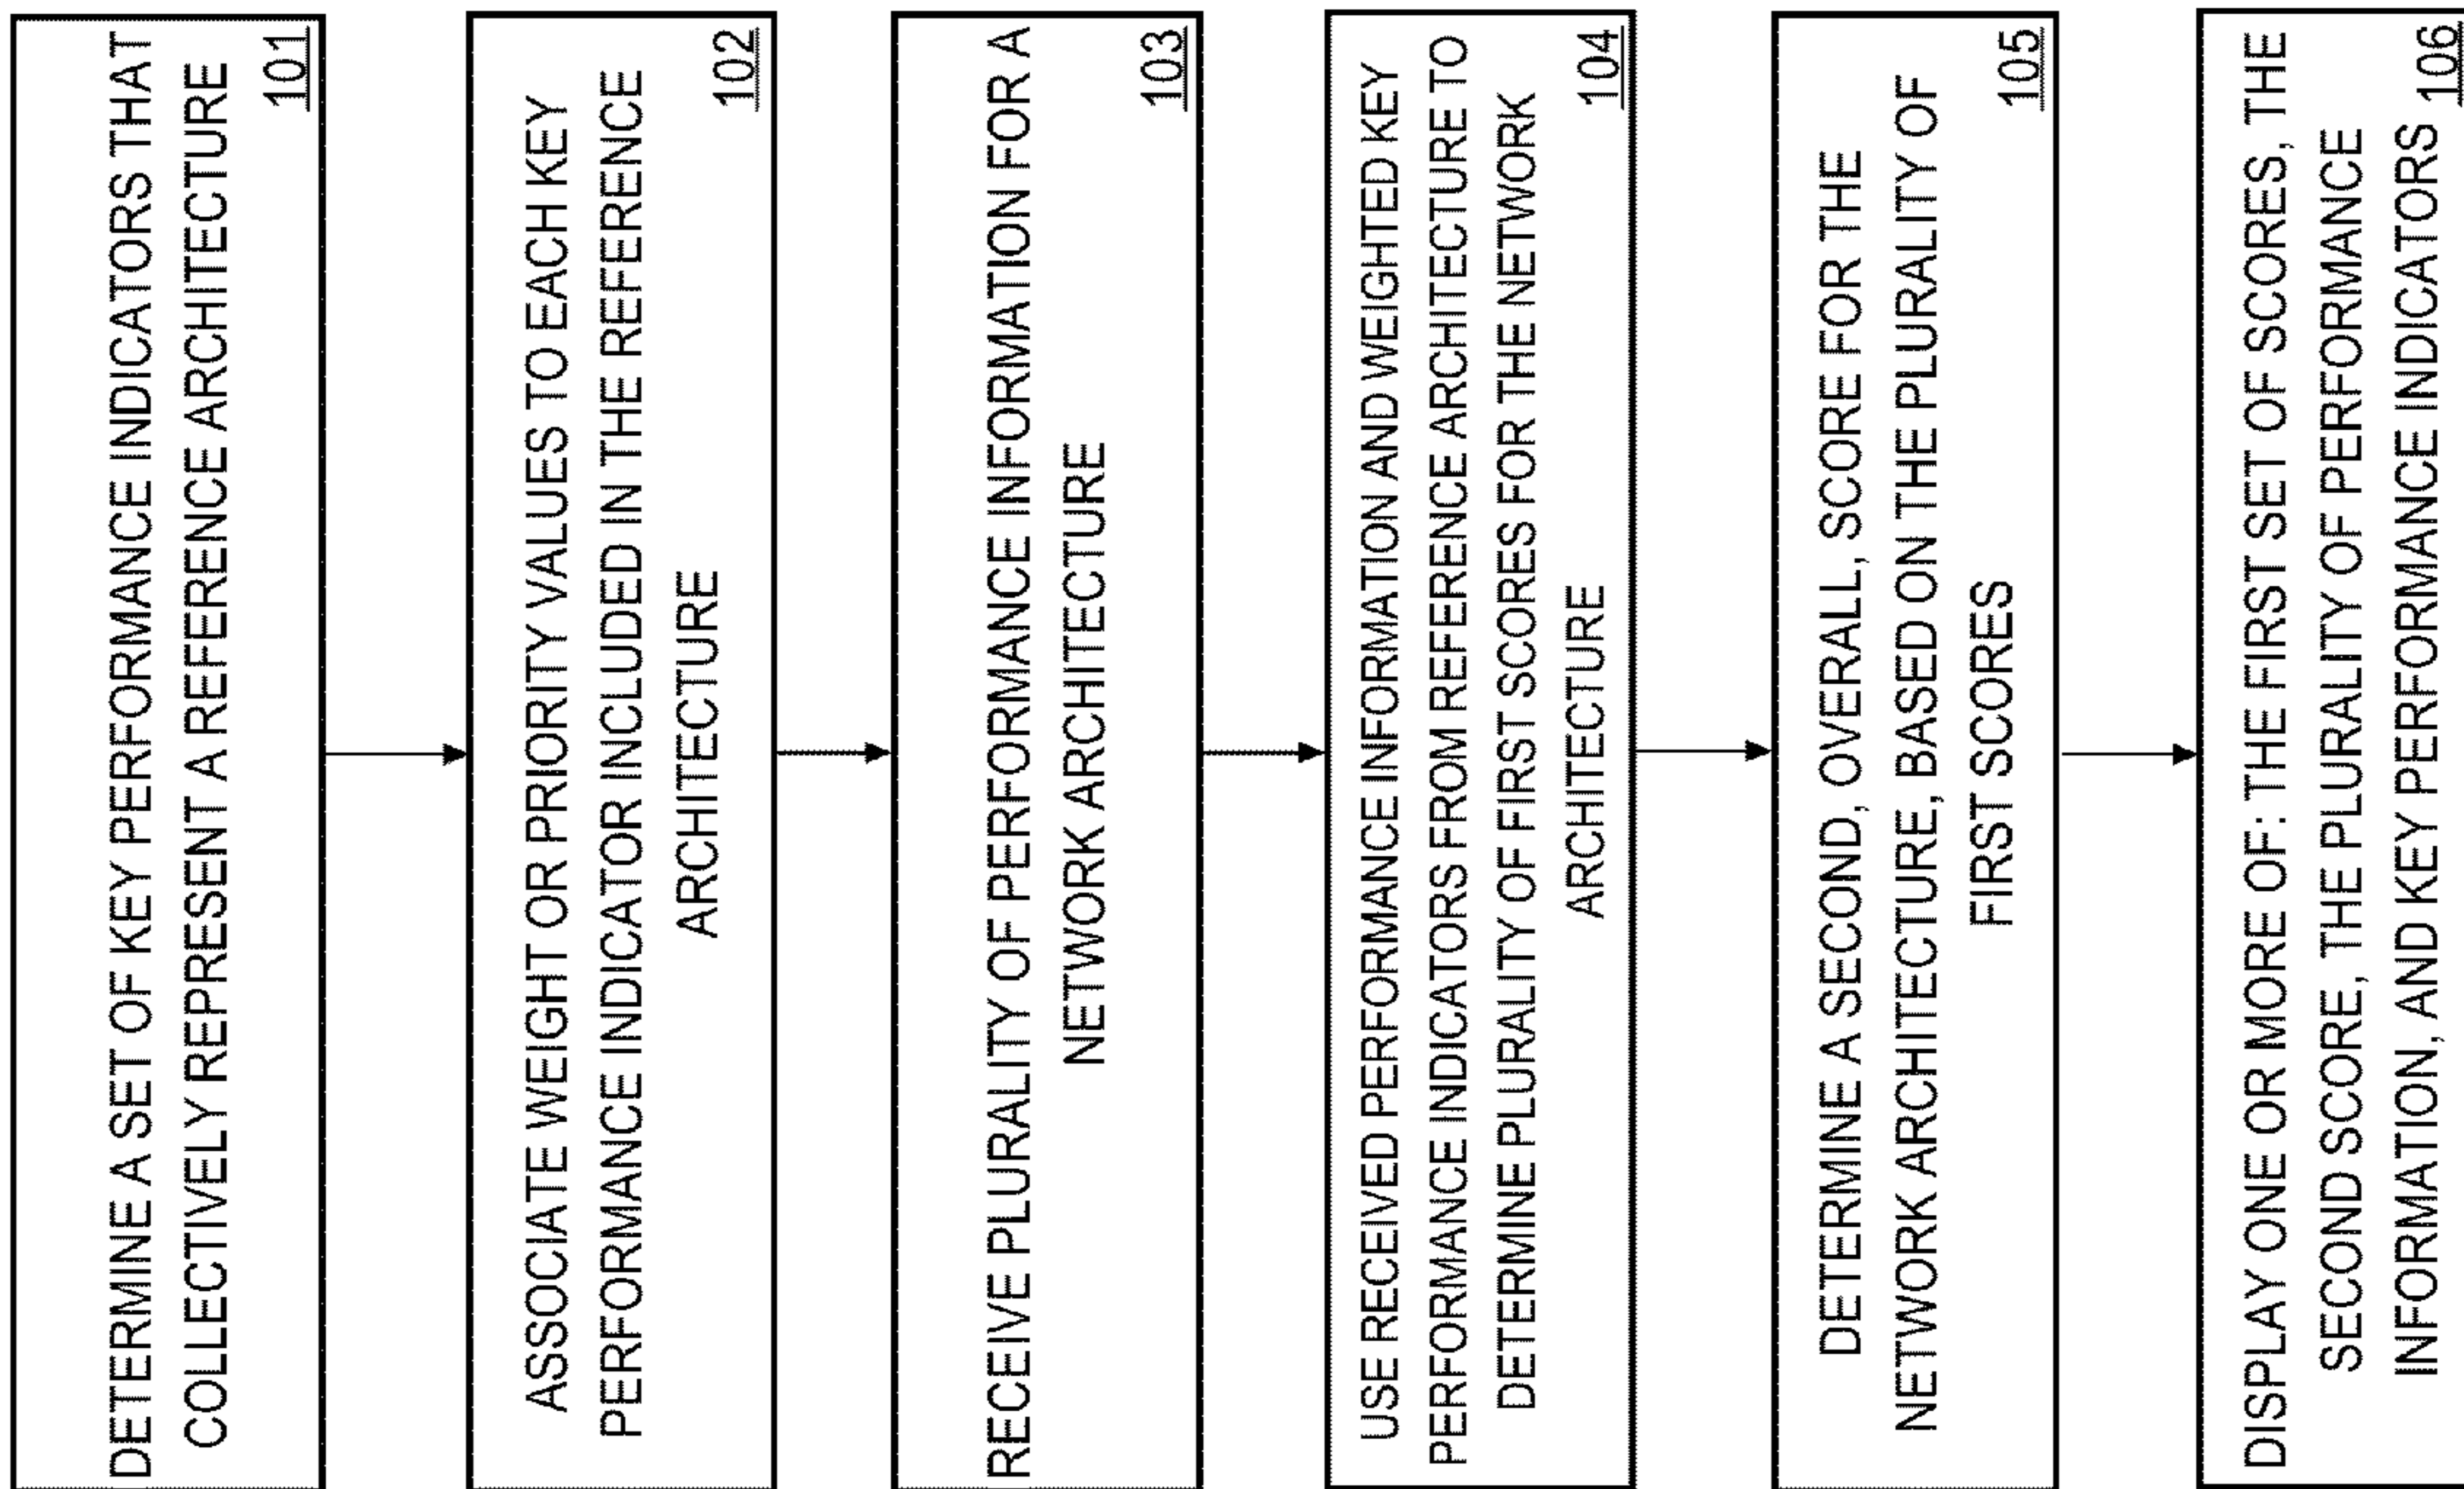 DETERMINE A SET OF KEY PERFORMANCE INDICATORS THAT
COLLECTIVELY REPRESENT A REFERENCE ARCHITECTURE
101
ASSOCIATE WEIGHT OR PRIORITY VALUES TO EACH KEY
PERFORMANCE INDICATOR INCLUDED IN THE REFERENCE
ARCHITECTURE
102
RECEIVE PLURALITY OF PERFORMANCE INFORMATION FOR A
NETWORK ARCHITECTURE
103
USE RECEIVED PERFORMANCE INFORMATION AND WEIGHTED KEY
PERFORMANCE INDICATORS FROM REFERENCE ARCHITECTURE TO
DETERMINE PLURALITY OF FIRST SCORES FOR THE NETWORK
ARCHITECTURE
104
DETERMINE A SECOND, OVERALL, SCORE FOR THE
NETWORK ARCHITECTURE, BASED ON THE PLURALITY OF
FIRST SCORES
105
DISPLAY ONE OR MORE OF: THE FIRST SET OF SCORES, THE
SECOND SCORE, THE PLURALITY OF PERFORMANCE
INFORMATION, AND KEY PERFORMANCE INDICATORS
106